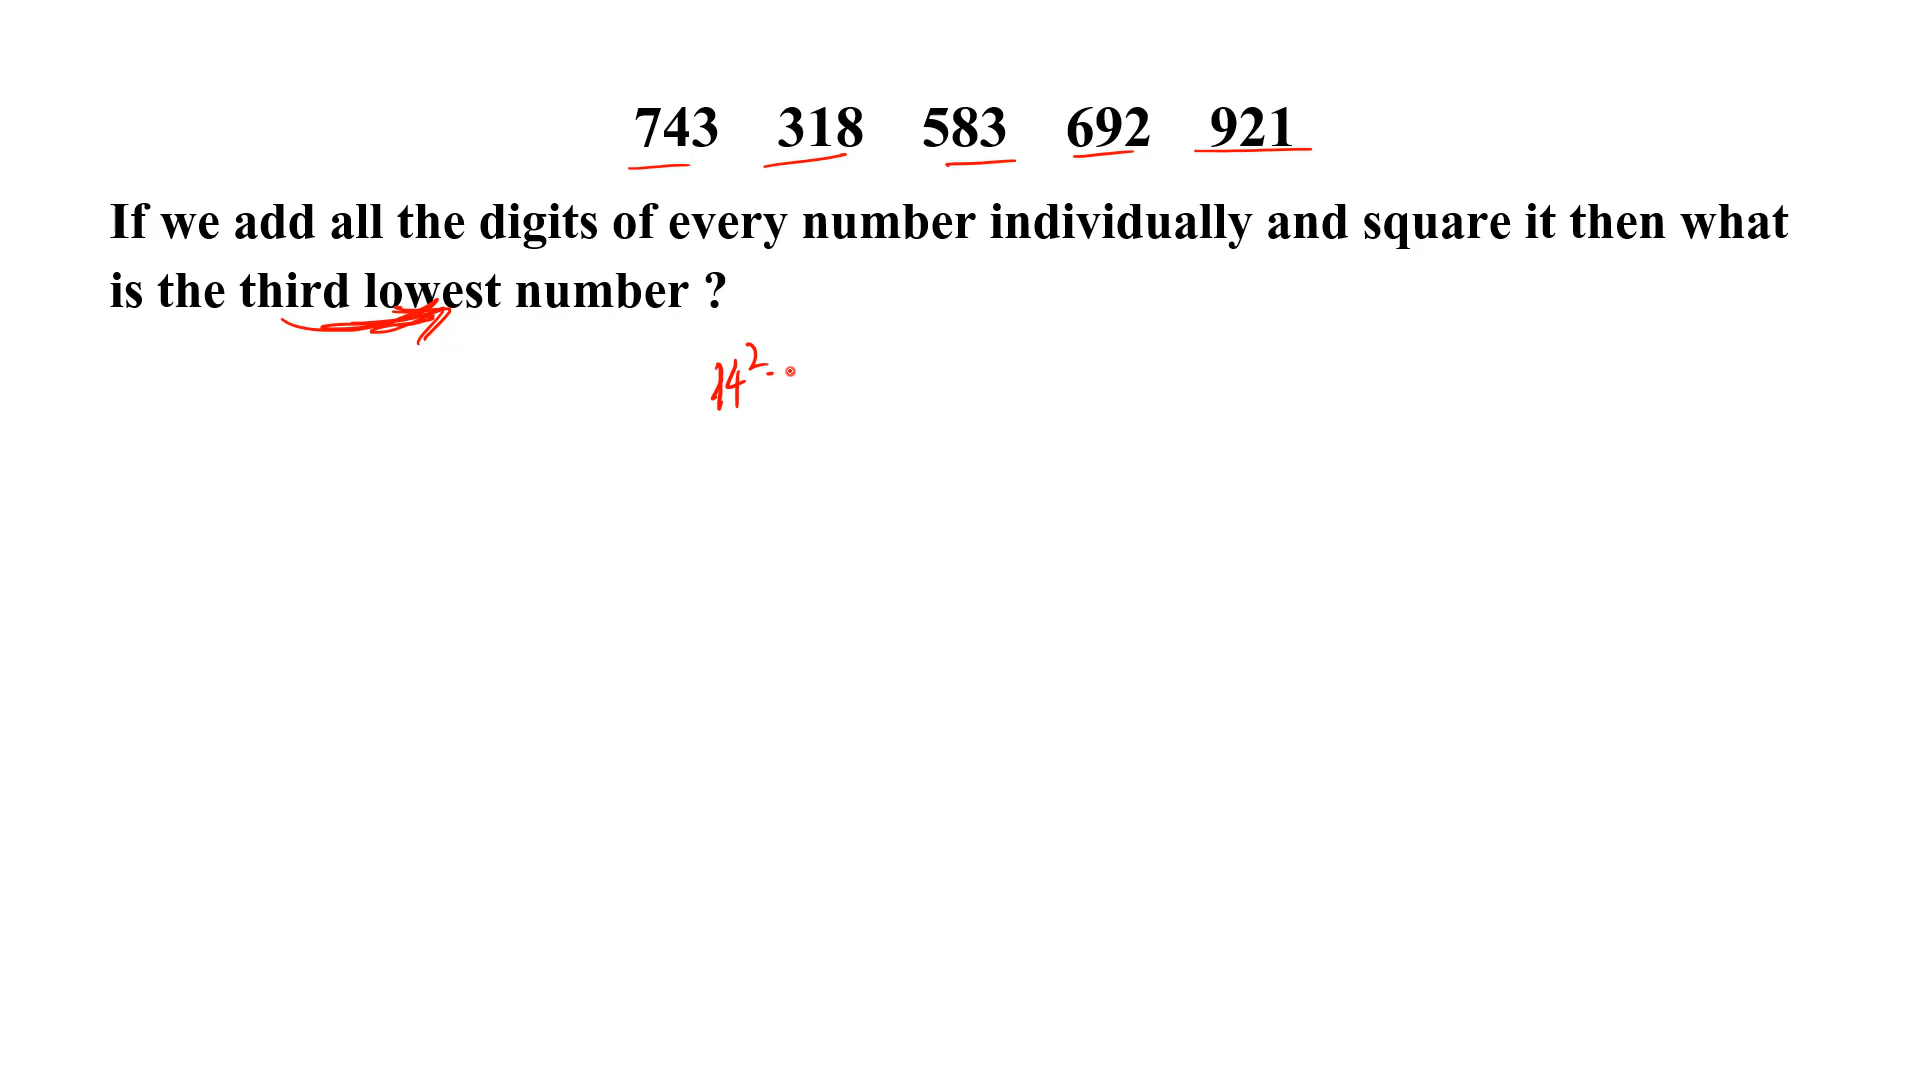 743 318 583 692 921
If we add all the digits of every number individually and square it then what
is the third lowest number ?
14²-